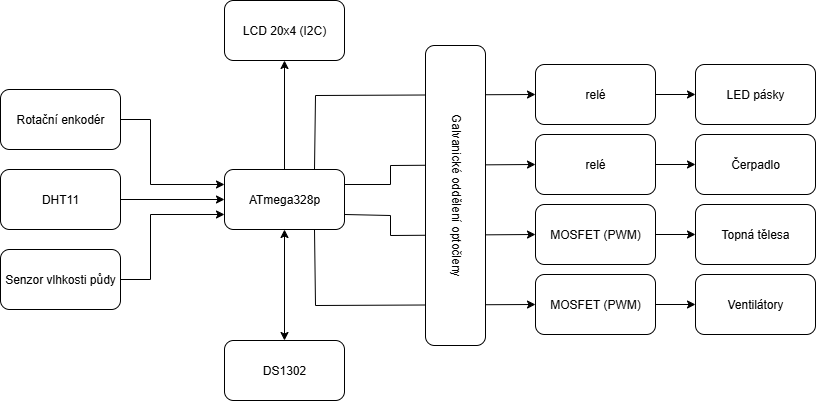 LCD 20x4 (I2C)
Rotační enkodér
DHT11
Senzor vlhkosti půdy
ATmega328p
DS1302
Galvanické oddělení optočleny
relé
LED pásky
relé
Čerpadlo
MOSFET (PWM)
Topná tělesa
MOSFET (PWM)
Ventilátory